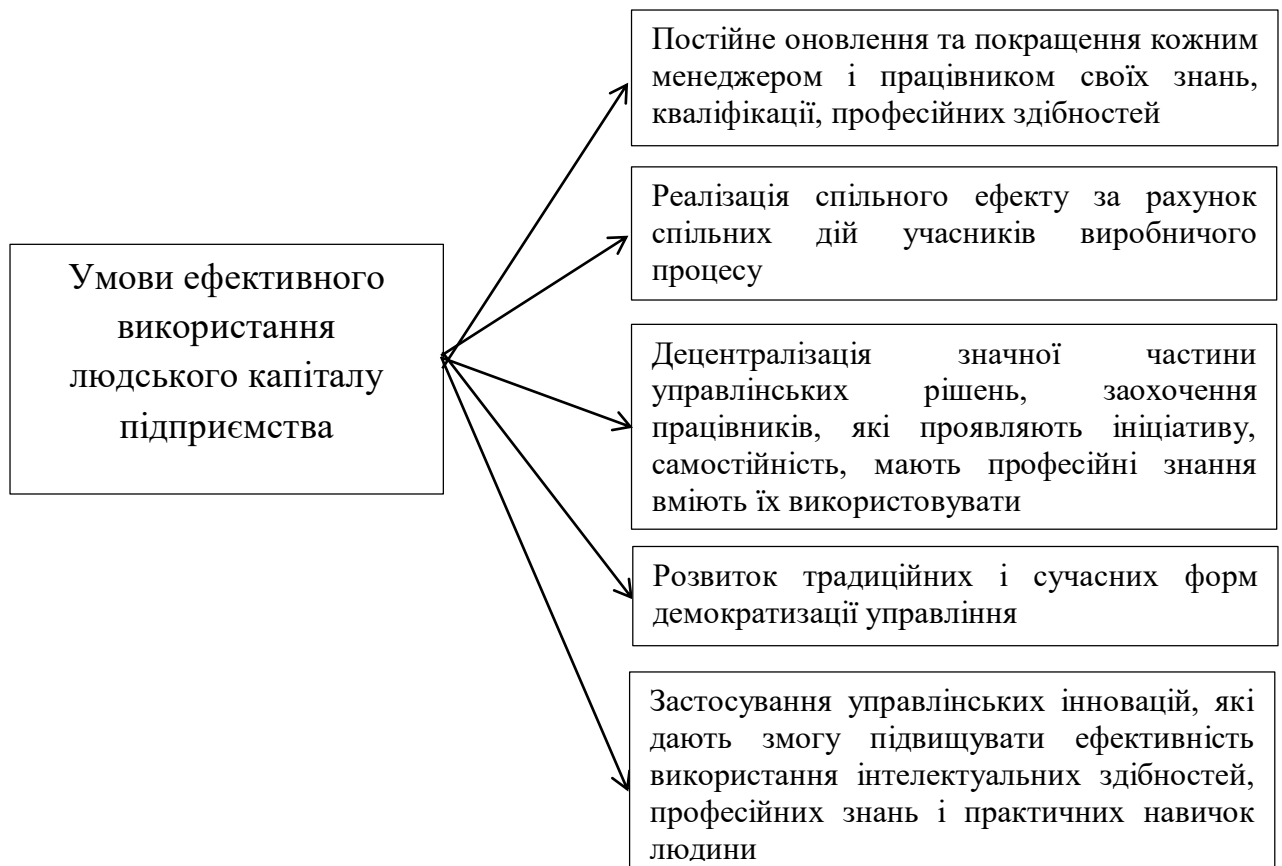 Умови ефективного
використання
людського капіталу
підприємства
Постійне оновлення та покращення кожним
менеджером і працівником своїх знань,
кваліфікації, професійних здібностей
Реалізація спільного ефекту за рахунок
спільних дій учасників виробничого
процесу
Децентралізація значної частини
управлінських рішень, заохочення
працівників, які проявляють ініціативу,
самостійність, мають професійні знання
вміють їх використовувати
Розвиток традиційних і сучасних форм
демократизації управління
Застосування управлінських інновацій, які
дають змогу підвищувати ефективність
використання інтелектуальних здібностей,
професійних знань і практичних навичок
людини